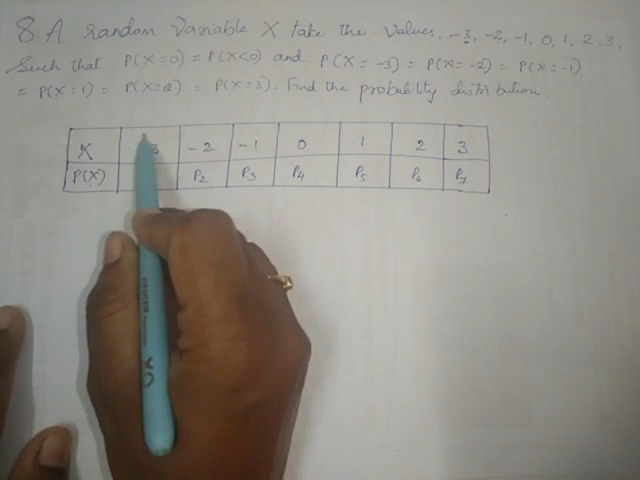 8. A random Variable X take the Values, -3, -2, -1, 0, 1, 2, 3,
Such that P(X=0) = P(X<0) and P(X=-3) = P(X=-2) = P(X=-1)
= P(X=1) = P(X=2) = P(X=3). Find the probability distribution
X 3 -2 -1 0 1 2 3
P(X) P2 P3 P4 P5 P6 P7
XO